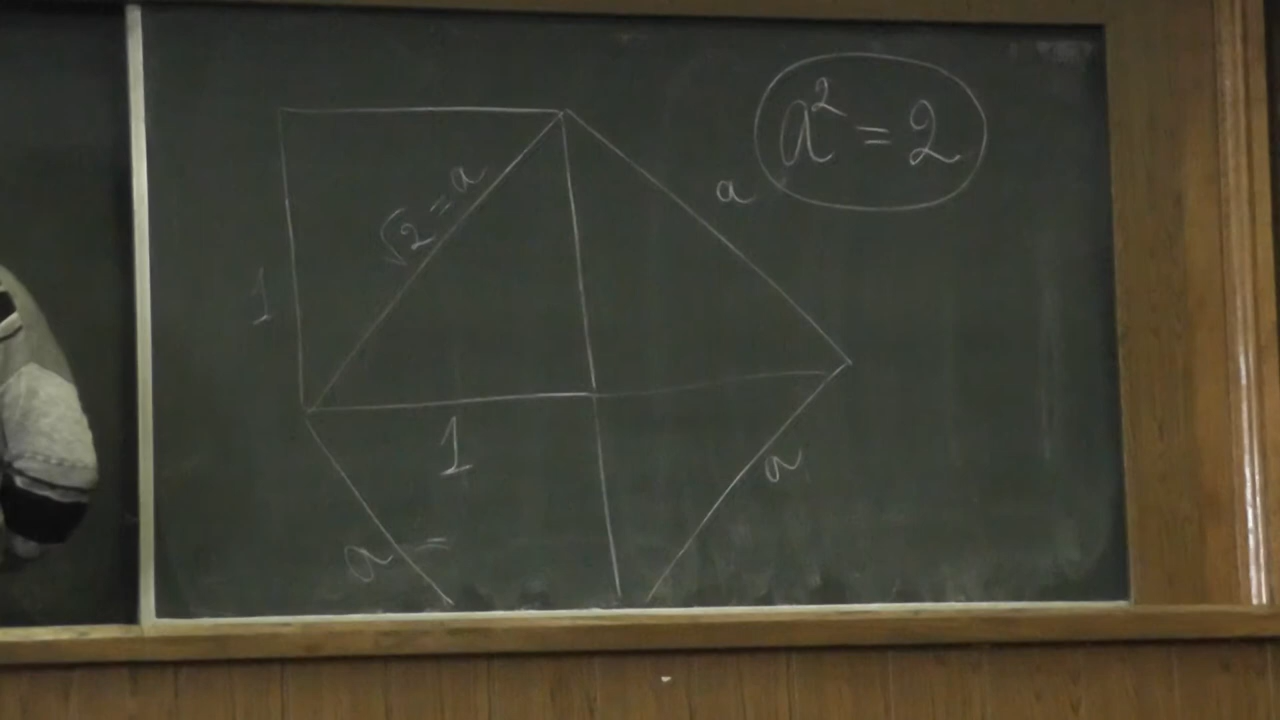 a² = 2
√2 = a
a
1
1
a
a =